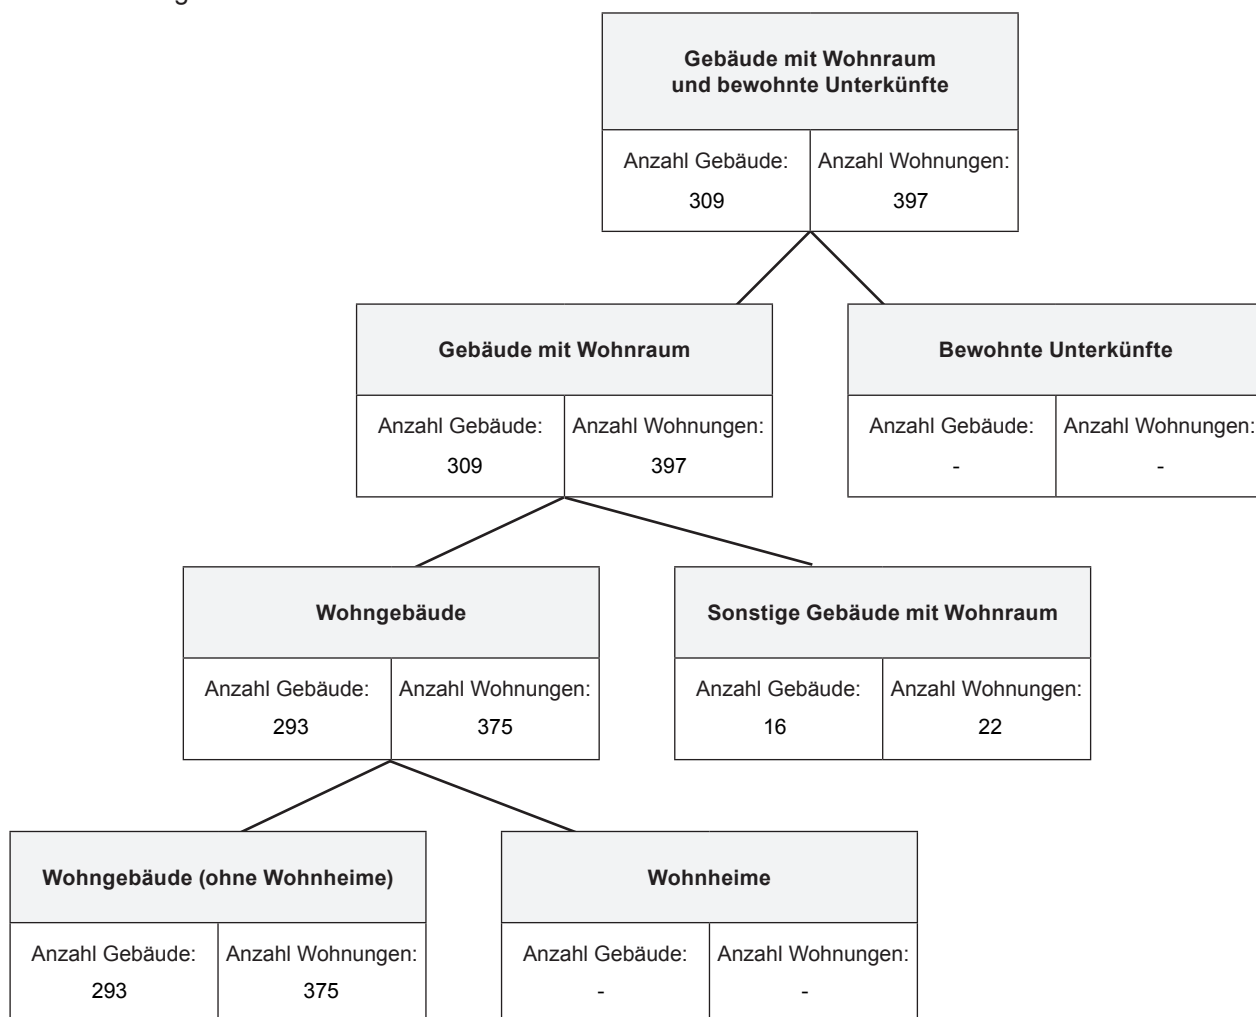 Gebäude mit Wohnraum
und bewohnte Unterkünfte
Anzahl Gebäude: Anzahl Wohnungen:
309 397
Gebäude mit Wohnraum Bewohnte Unterkünfte
Anzahl Gebäude: Anzahl Wohnungen: Anzahl Gebäude: Anzahl Wohnungen:
309 397 - -
Wohngebäude Sonstige Gebäude mit Wohnraum
Anzahl Gebäude: Anzahl Wohnungen: Anzahl Gebäude: Anzahl Wohnungen:
293 375 16 22
Wohngebäude (ohne Wohnheime) Wohnheime
Anzahl Gebäude: Anzahl Wohnungen: Anzahl Gebäude: Anzahl Wohnungen:
293 375 - -